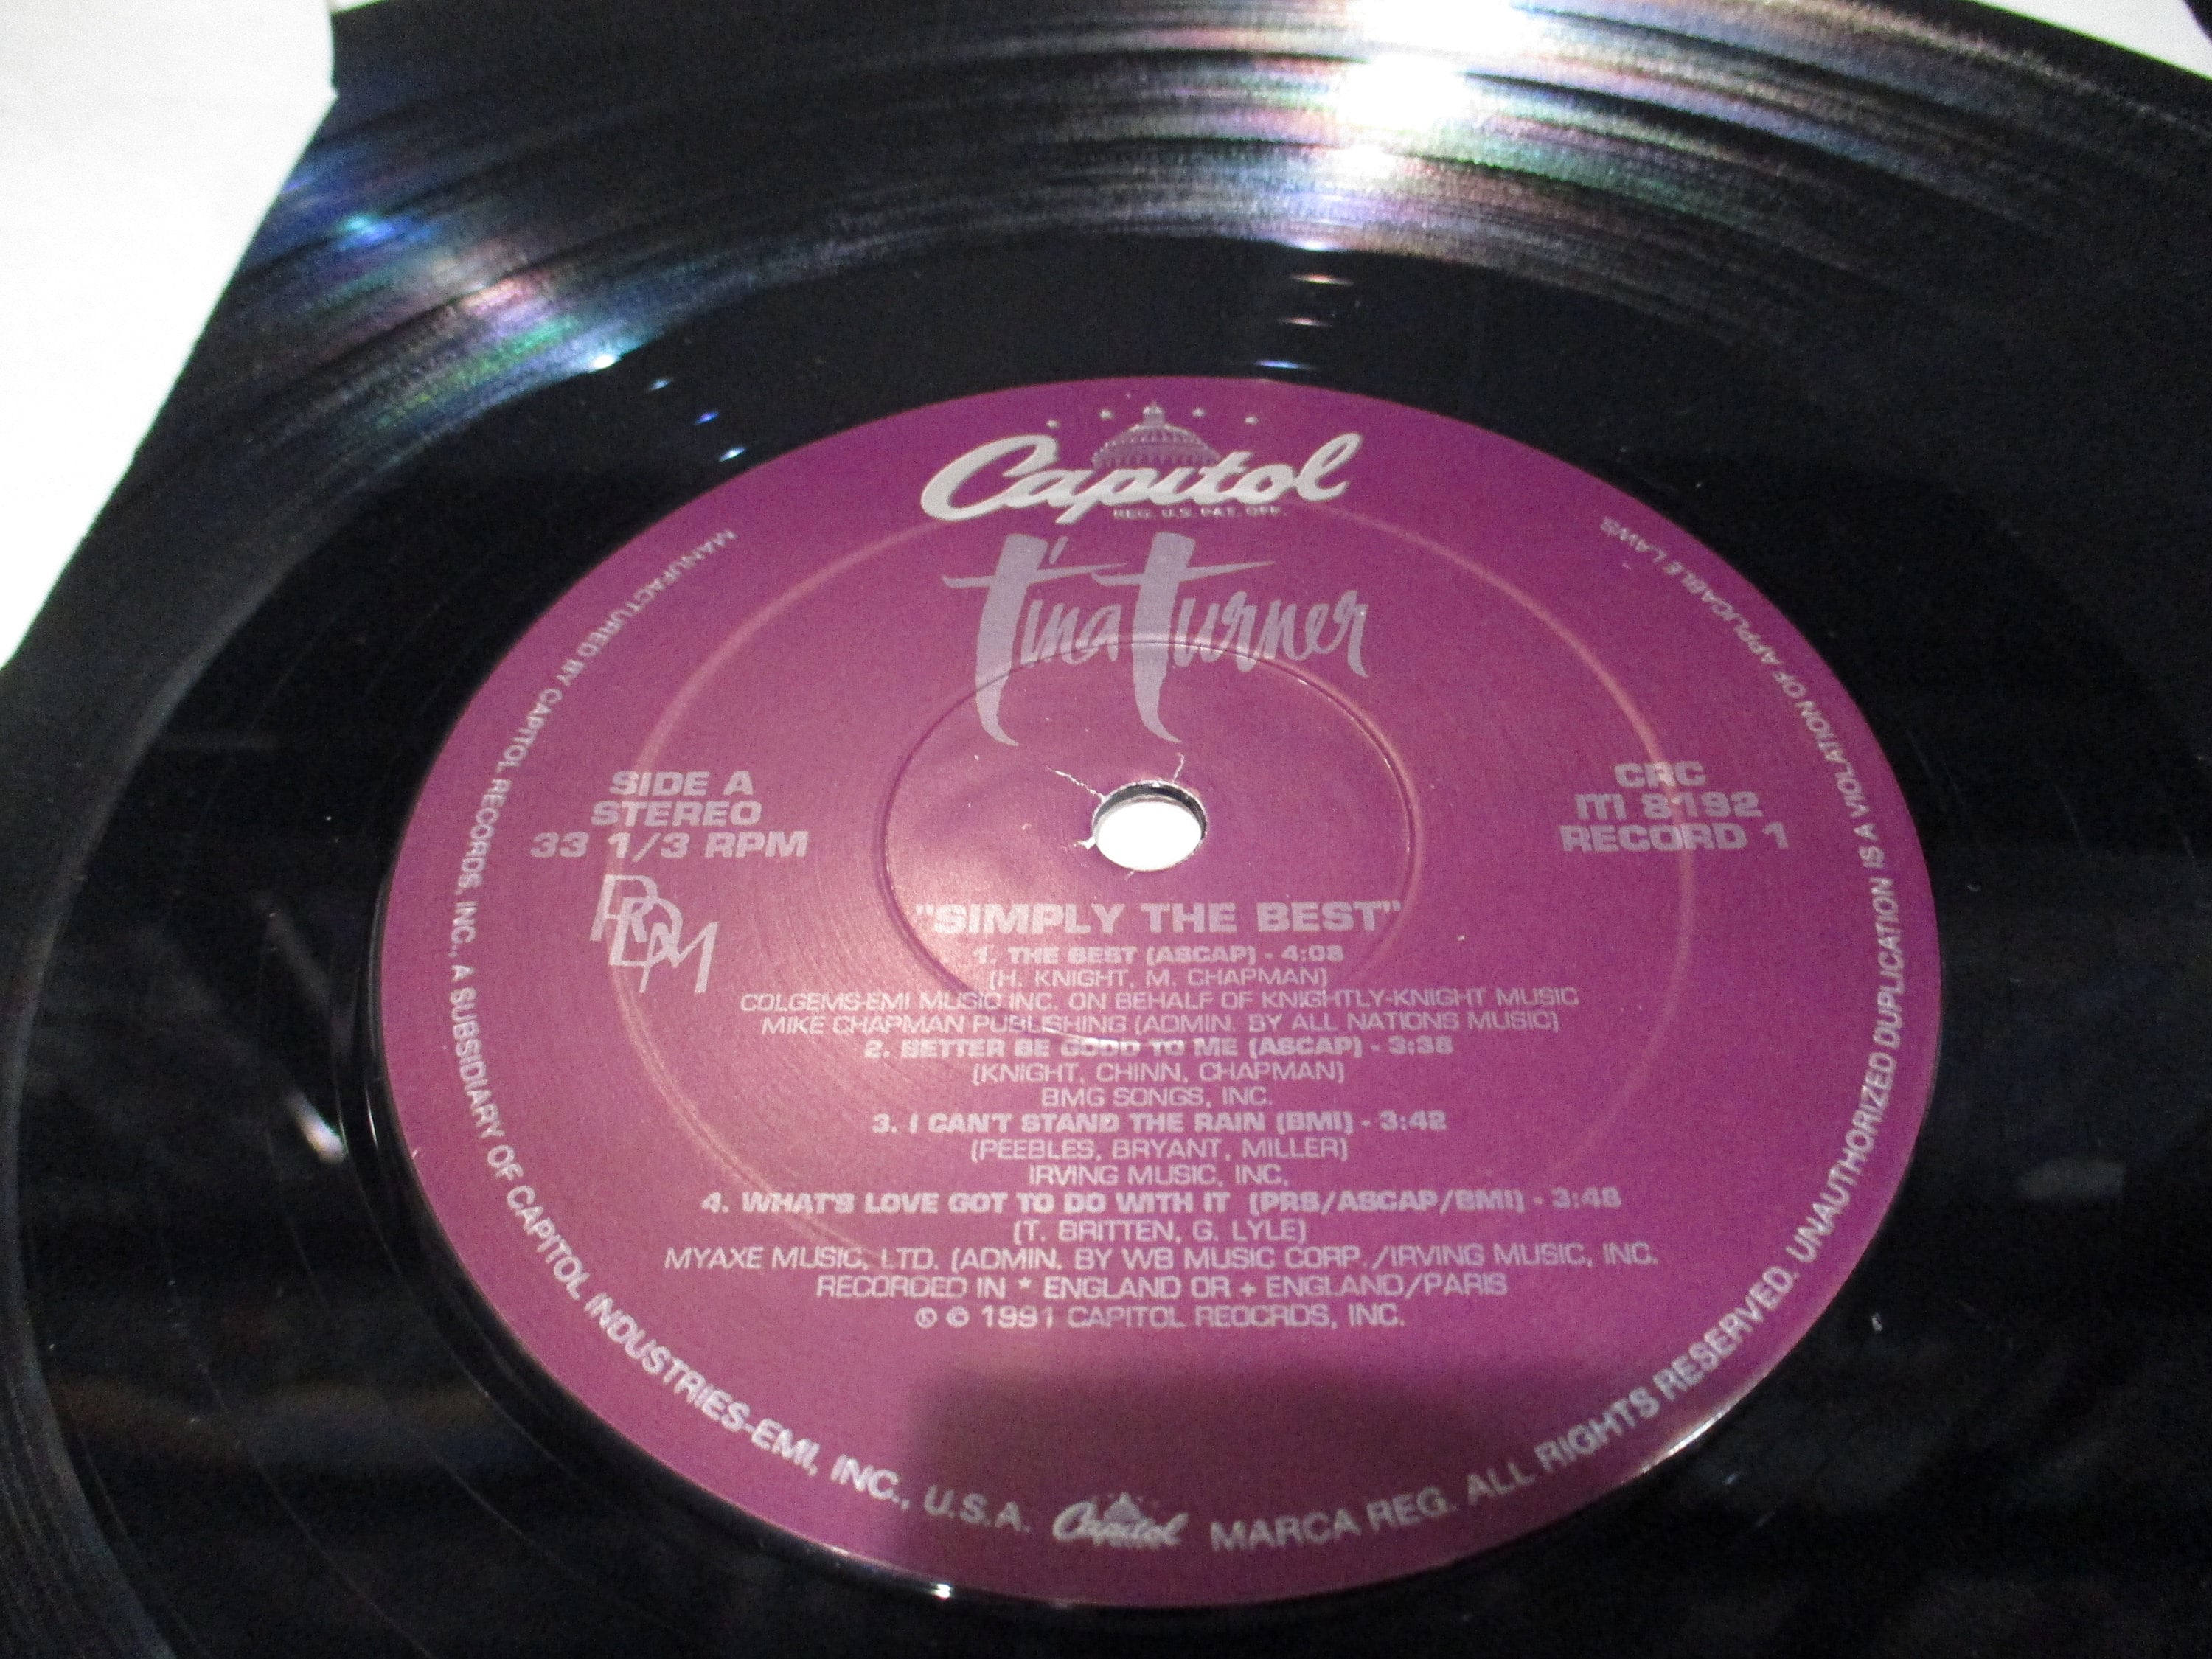 Capitol
REG. U.S. PAT. OFF.
Tina Turner
SIDE A
STEREO
33 1/3 RPM
RDM
CRC
ITI 8192
RECORD 1
"SIMPLY THE BEST"
1. THE BEST (ASCAP) - 4:08
(H. KNIGHT, M. CHAPMAN)
COLGEMS-EMI MUSIC INC. ON BEHALF OF KNIGHTLY-KNIGHT MUSIC
MIKE CHAPMAN PUBLISHING (ADMIN. BY ALL NATIONS MUSIC)
2. BETTER BE GOOD TO ME (ASCAP) - 3:38
(KNIGHT, CHINN, CHAPMAN)
BMG SONGS, INC.
3. I CAN'T STAND THE RAIN (BMI) - 3:42
(PEEBLES, BRYANT, MILLER)
IRVING MUSIC, INC.
4. WHAT'S LOVE GOT TO DO WITH IT (PRS/ASCAP/BMI) - 3:48
(T. BRITTEN, G. LYLE)
MYAXE MUSIC, LTD. (ADMIN. BY WB MUSIC CORP./IRVING MUSIC, INC.
RECORDED IN * ENGLAND OR + ENGLAND/PARIS
℗ © 1991 CAPITOL REOCRDS, INC.
MANUFACTURED BY CAPITOL RECORDS, INC., A SUBSIDIARY OF CAPITOL INDUSTRIES-EMI, INC., U.S.A. Capitol MARCA REG. ALL RIGHTS RESERVED. UNAUTHORIZED DUPLICATION IS A VIOLATION OF APPLICABLE LAWS.